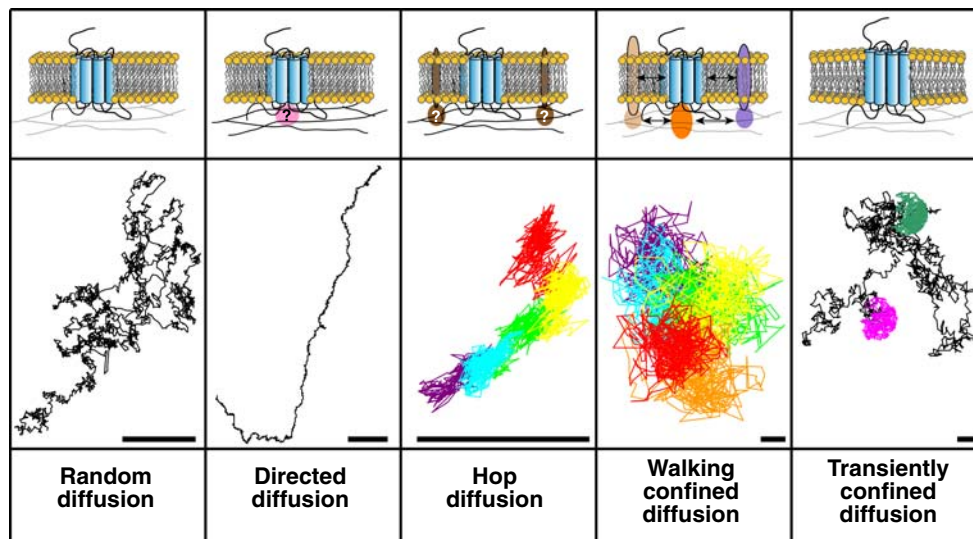 ?
? ?
Random
diffusion
Directed
diffusion
Hop
diffusion
Walking
confined
diffusion
Transiently
confined
diffusion